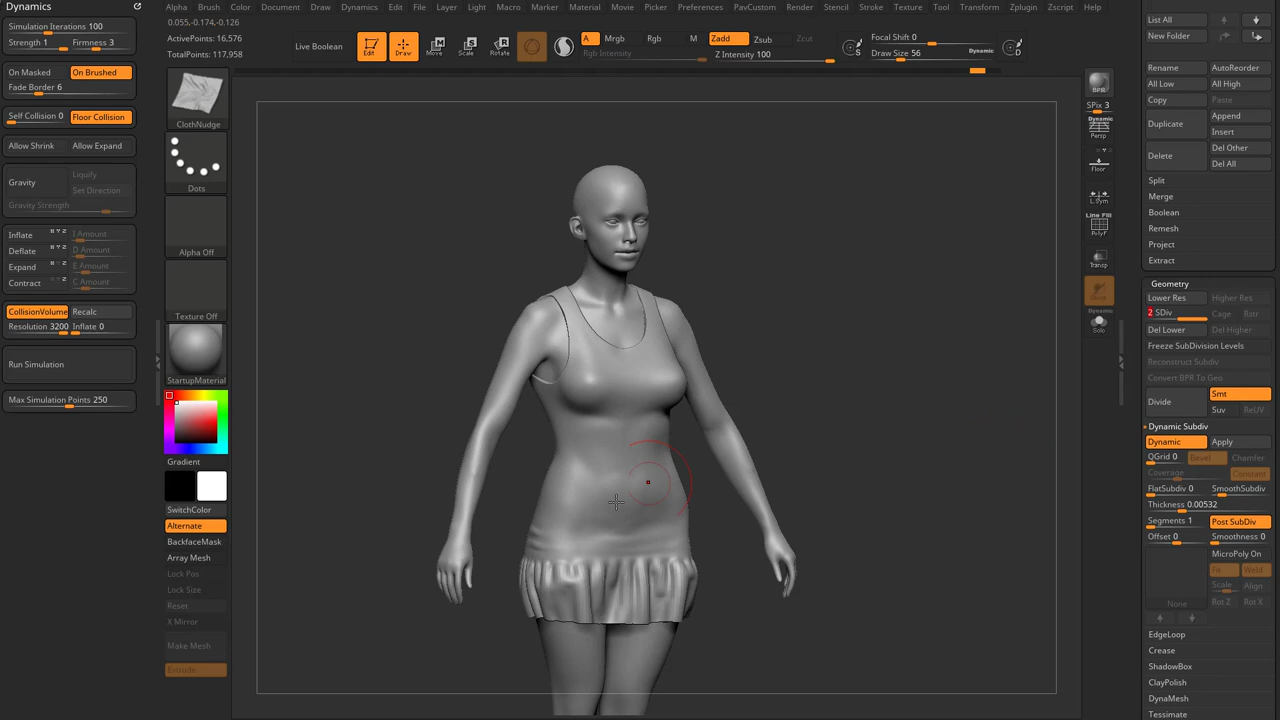 Dynamics
Alpha Brush Color Document Draw Dynamics Edit File Layer Light Macro Marker Material Movie Picker Preferences PavCustom Render Stencil Stroke Texture Tool Transform Zplugin Zscript Help
0.055,-0.174,-0.126
Simulation Iterations 100
Strength 1 Firmness 3
On Masked On Brushed
Fade Border 6
Self Collision 0 Floor Collision
Allow Shrink Allow Expand
Gravity Liquify
Set Direction
Gravity Strength
Inflate I Amount
Deflate D Amount
Expand E Amount
Contract C Amount
CollisionVolume Recalc
Resolution 3200 Inflate 0
Run Simulation
Max Simulation Points 250
ActivePoints: 16,576
TotalPoints: 117,958
Live Boolean
Edit Draw Move Scale Rotate
A Mrgb Rgb M
Rgb Intensity
Zadd Zsub Zcut
Z Intensity 100
S
Focal Shift 0
Draw Size 56 Dynamic
D
ClothNudge
Dots
Alpha Off
Texture Off
StartupMaterial
Gradient
SwitchColor
Alternate
BackfaceMask
Array Mesh
Lock Pos
Lock Size
Reset
X Mirror
Make Mesh
Extrude
BPR
SPix 3
Dynamic
Persp
Floor
L.Sym
Line Fill
PolyF
Transp
Dynamic
Solo
List All
New Folder
Rename AutoReorder
All Low All High
Copy Paste
Duplicate Append
Insert
Delete Del Other
Del All
Split
Merge
Boolean
Remesh
Project
Extract
Geometry
Lower Res Higher Res
2 SDiv Cage Rstr
Del Lower Del Higher
Freeze SubDivision Levels
Reconstruct Subdiv
Convert BPR To Geo
Divide Smt
Suv ReUV
Dynamic Subdiv
Dynamic Apply
QGrid 0 Bevel Chamfer
Coverage Constant
FlatSubdiv 0 SmoothSubdiv
Thickness 0.00532
Segments 1 Post SubDiv
Offset 0 Smoothness 0
MicroPoly On
Fit Weld
Scale Align
None Rot Z Rot X
EdgeLoop
Crease
ShadowBox
ClayPolish
DynaMesh
Tessimate